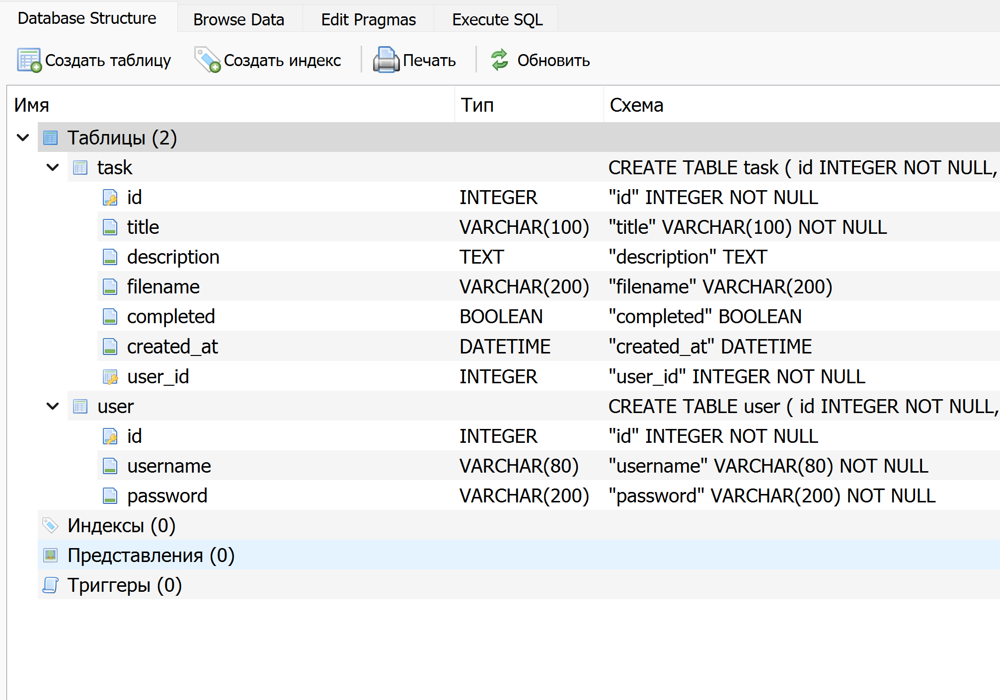 Database Structure Browse Data Edit Pragmas Execute SQL
Создать таблицу Создать индекс Печать Обновить
Имя Тип Схема
Таблицы (2)
task CREATE TABLE task ( id INTEGER NOT NULL,
id INTEGER "id" INTEGER NOT NULL
title VARCHAR(100) "title" VARCHAR(100) NOT NULL
description TEXT "description" TEXT
filename VARCHAR(200) "filename" VARCHAR(200)
completed BOOLEAN "completed" BOOLEAN
created_at DATETIME "created_at" DATETIME
user_id INTEGER "user_id" INTEGER NOT NULL
user CREATE TABLE user ( id INTEGER NOT NULL,
id INTEGER "id" INTEGER NOT NULL
username VARCHAR(80) "username" VARCHAR(80) NOT NULL
password VARCHAR(200) "password" VARCHAR(200) NOT NULL
Индексы (0)
Представления (0)
Триггеры (0)